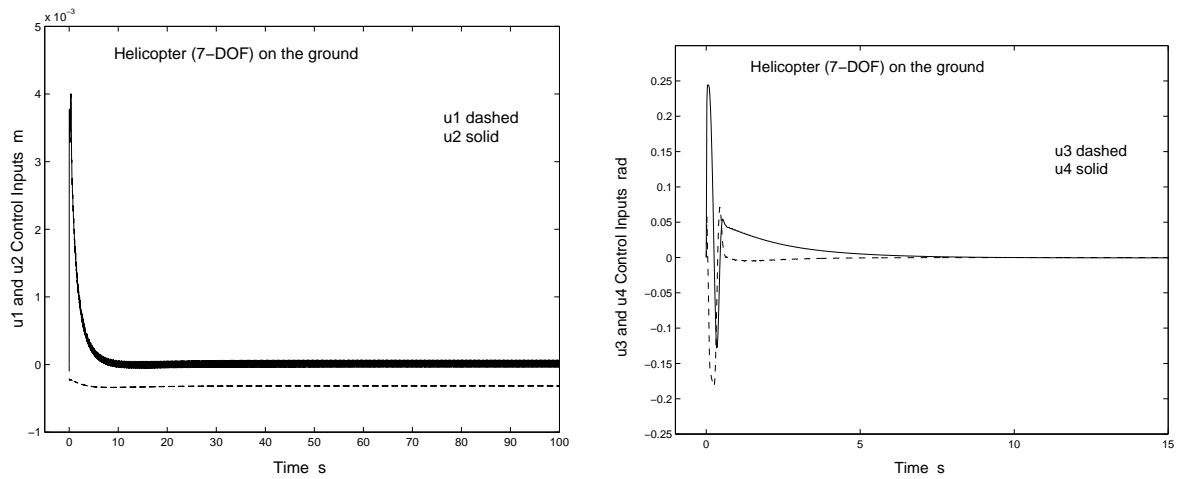 x 10−3
5
Helicopter (7−DOF) on the ground
4
u1 dashed
u2 solid
3
2
1
0
−1
u1 and u2 Control Inputs m
0 10 20 30 40 50 60 70 80 90 100
Time s
0.25
Helicopter (7−DOF) on the ground
0.2
0.15
u3 dashed
u4 solid
0.1
0.05
0
−0.05
−0.1
−0.15
−0.2
−0.25
u3 and u4 Control Inputs rad
0 5 10 15
Time s